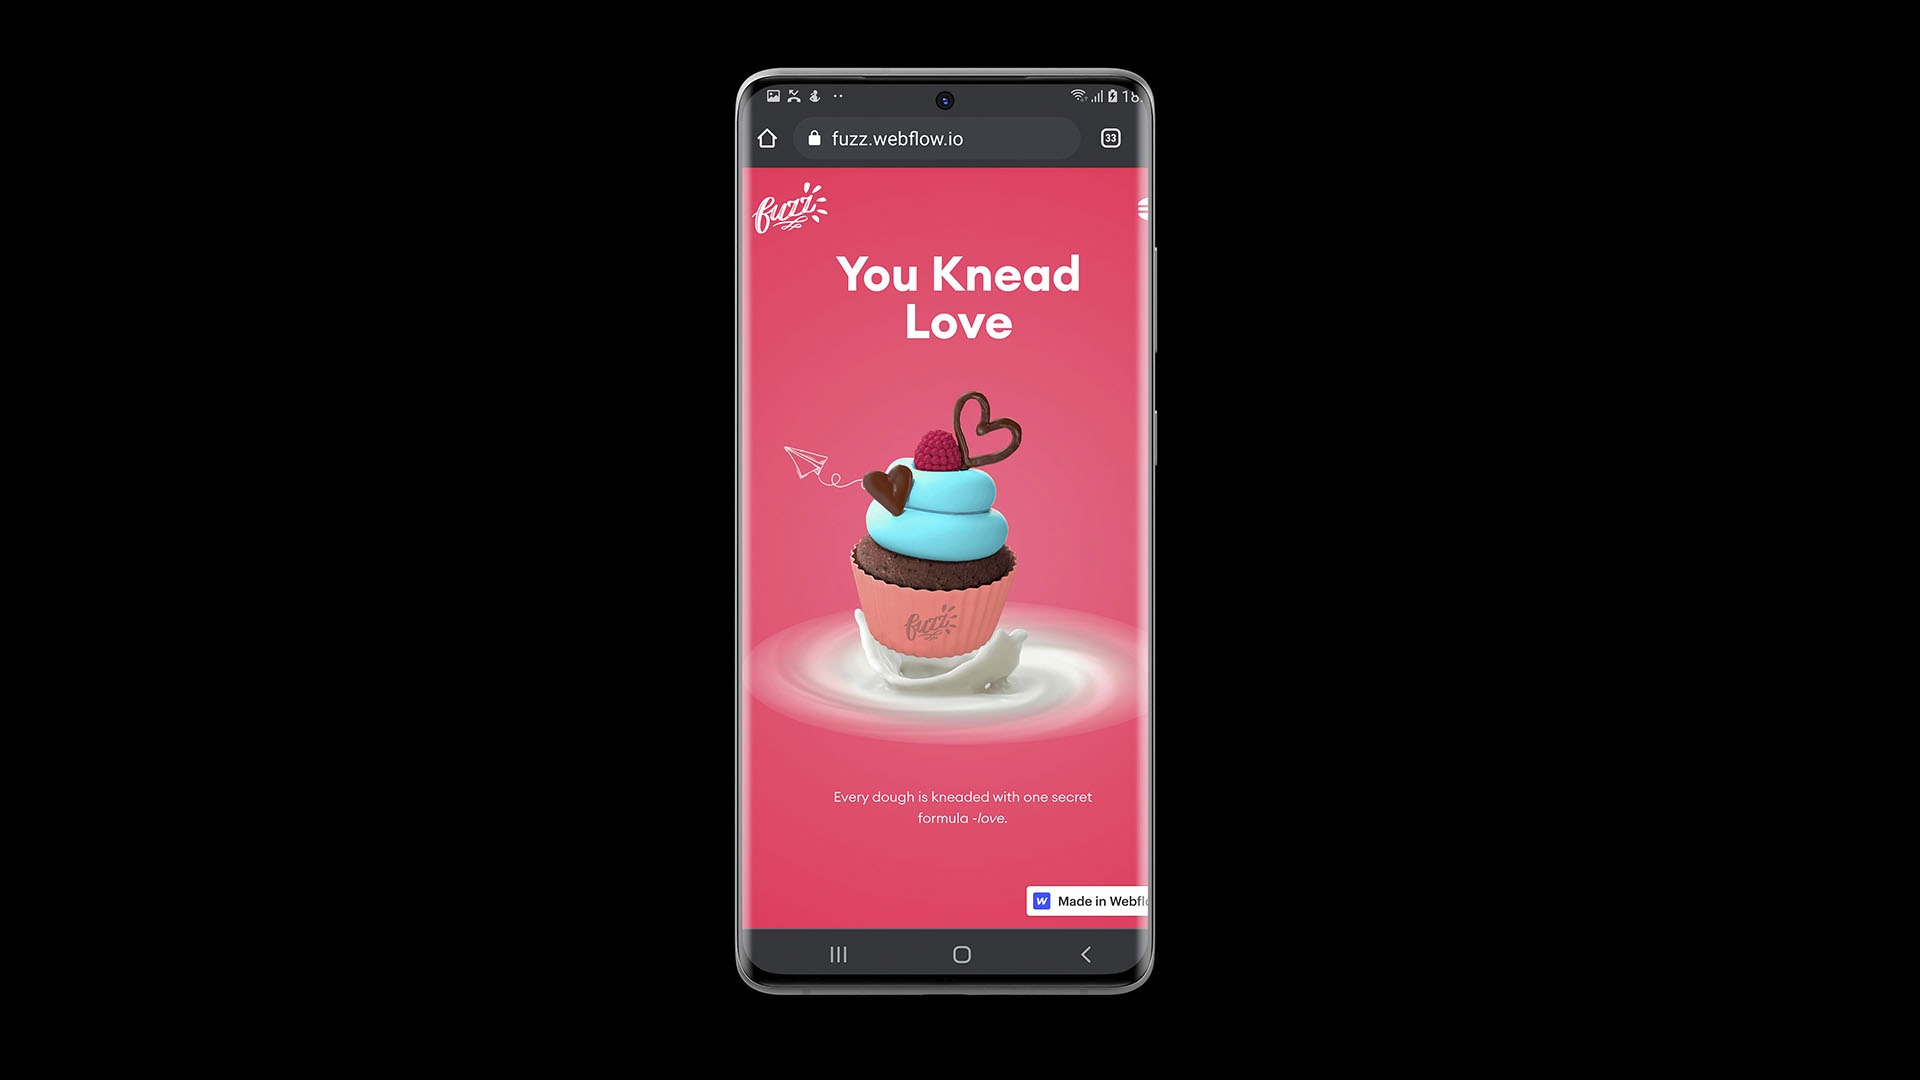 18.
fuzz.webflow.io
33
fuzz
You Knead
Love
fuzz
Every dough is kneaded with one secret
formula -love.
Made in Webflo